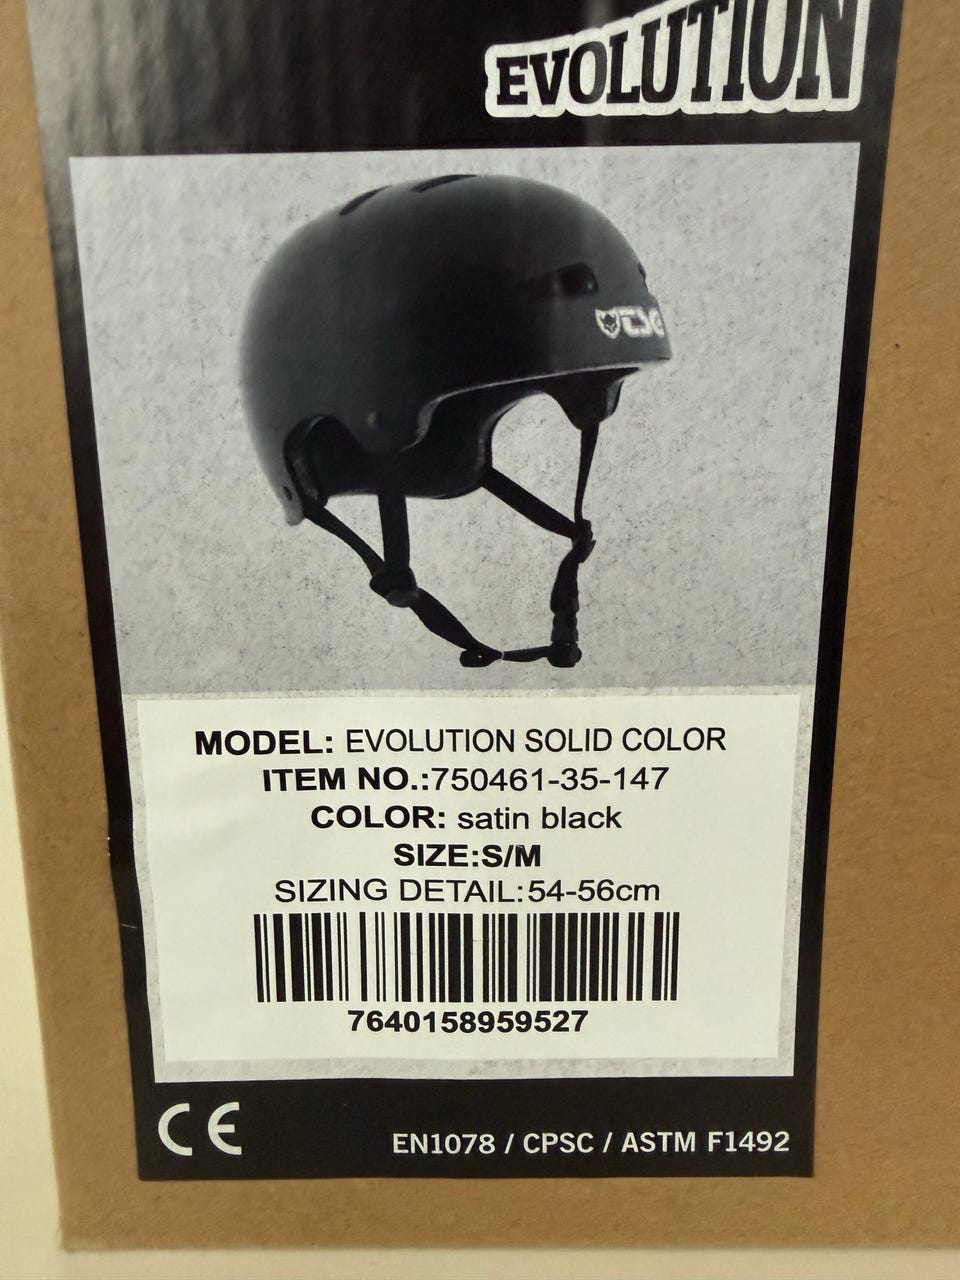 EVOLUTION
TSG
MODEL: EVOLUTION SOLID COLOR
ITEM NO.:750461-35-147
COLOR: satin black
SIZE:S/M
SIZING DETAIL:54-56cm
7640158959527
CE
EN1078 / CPSC / ASTM F1492